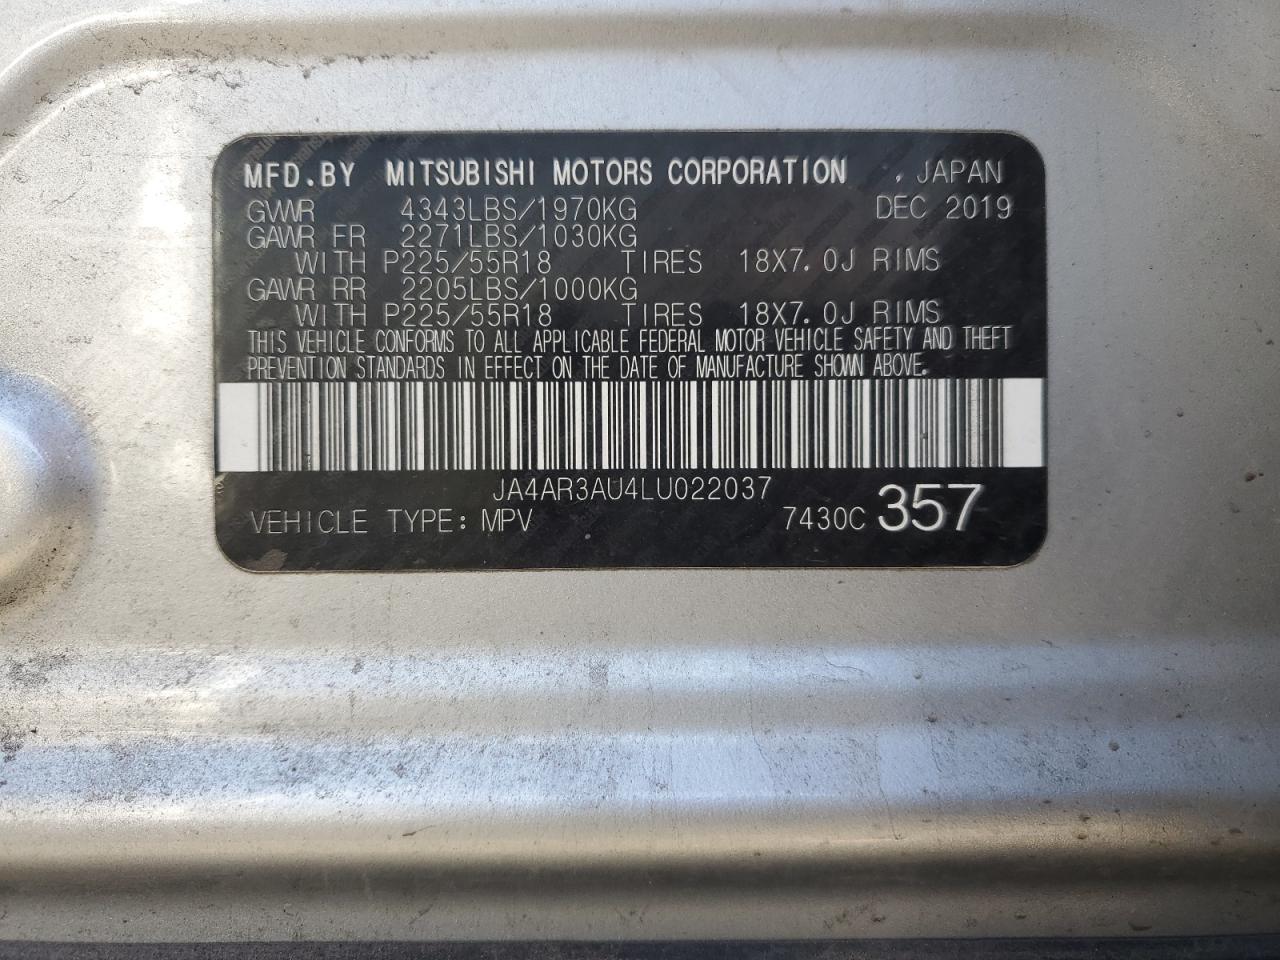 MFD.BY MITSUBISHI MOTORS CORPORATION , JAPAN
GVWR 4343LBS/1970KG DEC 2019
GAWR FR 2271LBS/1030KG
WITH P225/55R18 TIRES 18X7.0J RIMS
GAWR RR 2205LBS/1000KG
WITH P225/55R18 TIRES 18X7.0J RIMS
THIS VEHICLE CONFORMS TO ALL APPLICABLE FEDERAL MOTOR VEHICLE SAFETY AND THEFT
PREVENTION STANDARDS IN EFFECT ON THE DATE OF MANUFACTURE SHOWN ABOVE.
JA4AR3AU4LU022037
VEHICLE TYPE: MPV 7430C 357